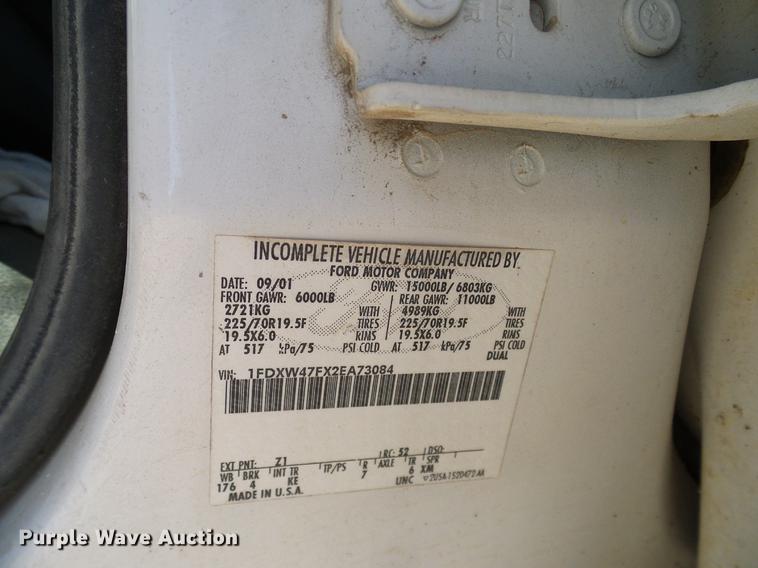 227
INCOMPLETE VEHICLE MANUFACTURED BY
FORD MOTOR COMPANY
DATE: 09/01 GVWR: 15000LB/ 6803KG
FRONT GAWR: 6000LB REAR GAWR: 11000LB
2721KG WITH 4989KG WITH
225/70R19.5F TIRES 225/70R19.5F TIRES
19.5X6.0 RIMS 19.5X6.0 RIMS
AT 517 kPa/75 PSI COLD AT 517 kPa/75 PSI COLD
DUAL
VIN: 1FDXW47FX2EA73084
EXT PNT: Z1 RC: 52 DSO:
WB BRK INT TR TP/PS R AXLE TR SPR
176 4 KE 7 6 XM
MADE IN U.S.A. UNC
Purple Wave Auction